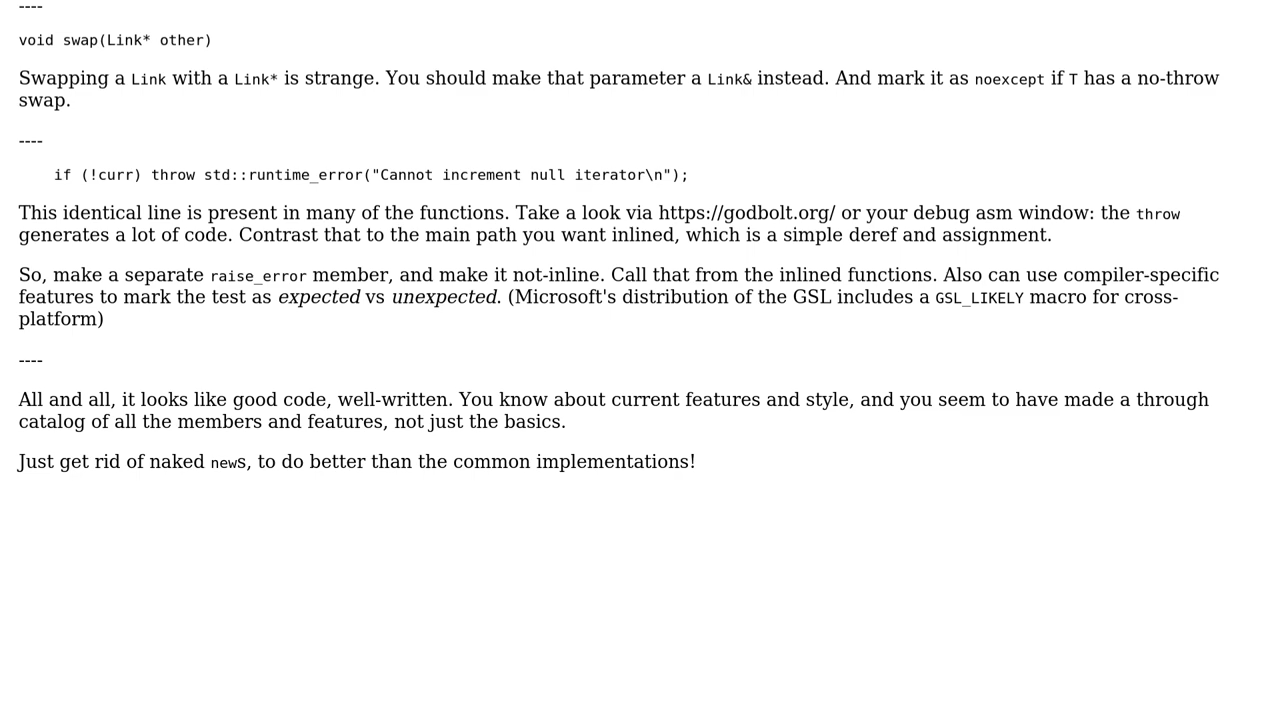 ----
void swap(Link* other)
Swapping a Link with a Link* is strange. You should make that parameter a Link& instead. And mark it as noexcept if T has a no-throw
swap.
----
if (!curr) throw std::runtime_error("Cannot increment null iterator\n");
This identical line is present in many of the functions. Take a look via https://godbolt.org/ or your debug asm window: the throw
generates a lot of code. Contrast that to the main path you want inlined, which is a simple deref and assignment.
So, make a separate raise_error member, and make it not-inline. Call that from the inlined functions. Also can use compiler-specific
features to mark the test as expected vs unexpected. (Microsoft's distribution of the GSL includes a GSL_LIKELY macro for cross-
platform)
----
All and all, it looks like good code, well-written. You know about current features and style, and you seem to have made a through
catalog of all the members and features, not just the basics.
Just get rid of naked news, to do better than the common implementations!